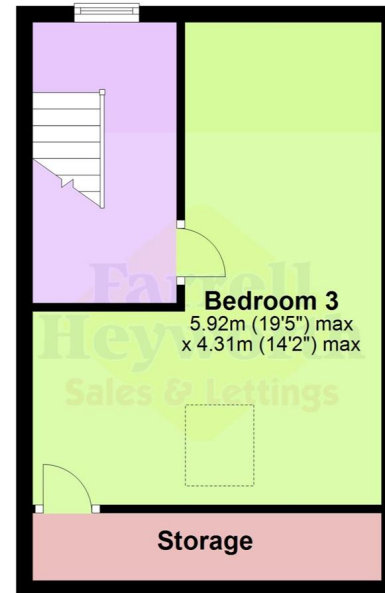 Farrell
Heyworth
Sales & Lettings
Bedroom 3
5.92m (19'5") max
x 4.31m (14'2") max
Storage